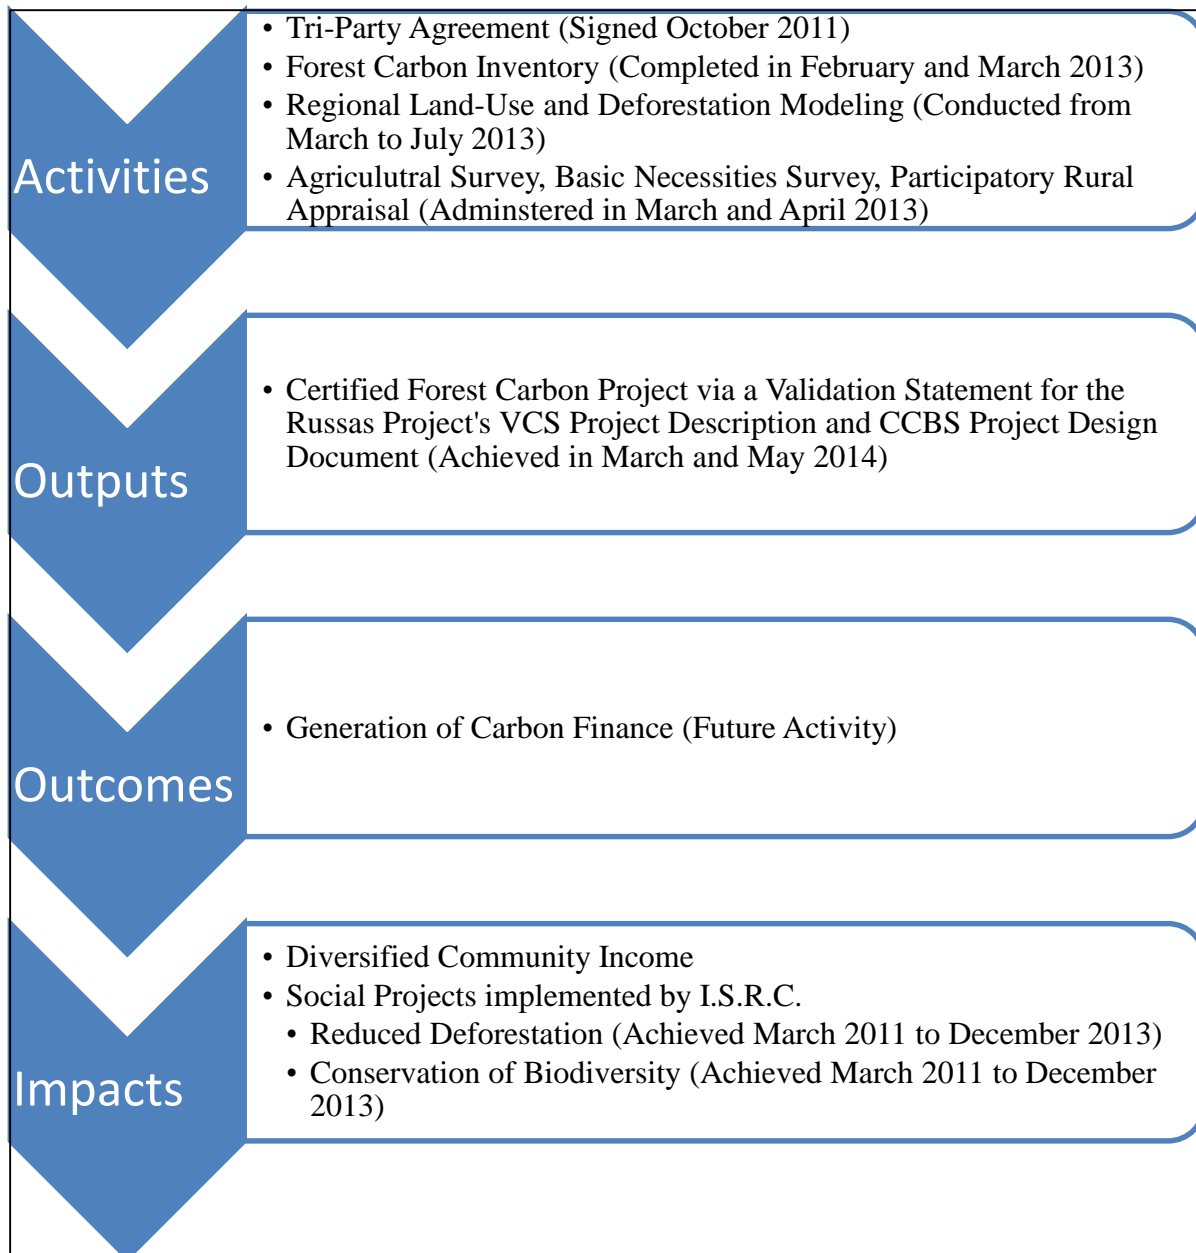 Activities
• Tri-Party Agreement (Signed October 2011)
• Forest Carbon Inventory (Completed in February and March 2013)
• Regional Land-Use and Deforestation Modeling (Conducted from
March to July 2013)
• Agriculutral Survey, Basic Necessities Survey, Participatory Rural
Appraisal (Adminstered in March and April 2013)
Outputs
• Certified Forest Carbon Project via a Validation Statement for the
Russas Project's VCS Project Description and CCBS Project Design
Document (Achieved in March and May 2014)
Outcomes
• Generation of Carbon Finance (Future Activity)
Impacts
• Diversified Community Income
• Social Projects implemented by I.S.R.C.
• Reduced Deforestation (Achieved March 2011 to December 2013)
• Conservation of Biodiversity (Achieved March 2011 to December
2013)